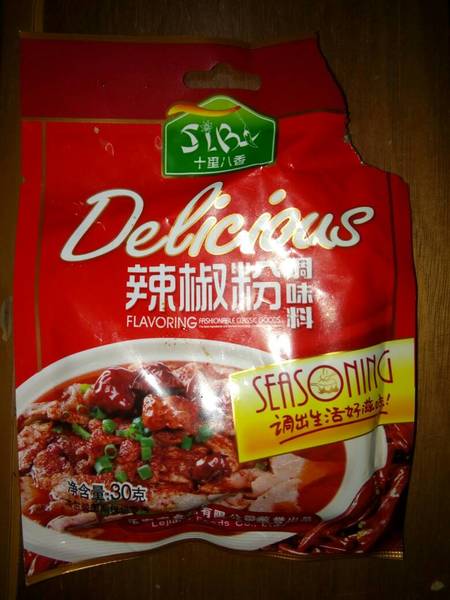 SLBX
十里八香
Delicious
辣椒粉
调味料
FLAVORING FASHIONABLE CLASSIC GOODS
SEASONING
调出生活好滋味!
净含量:30克